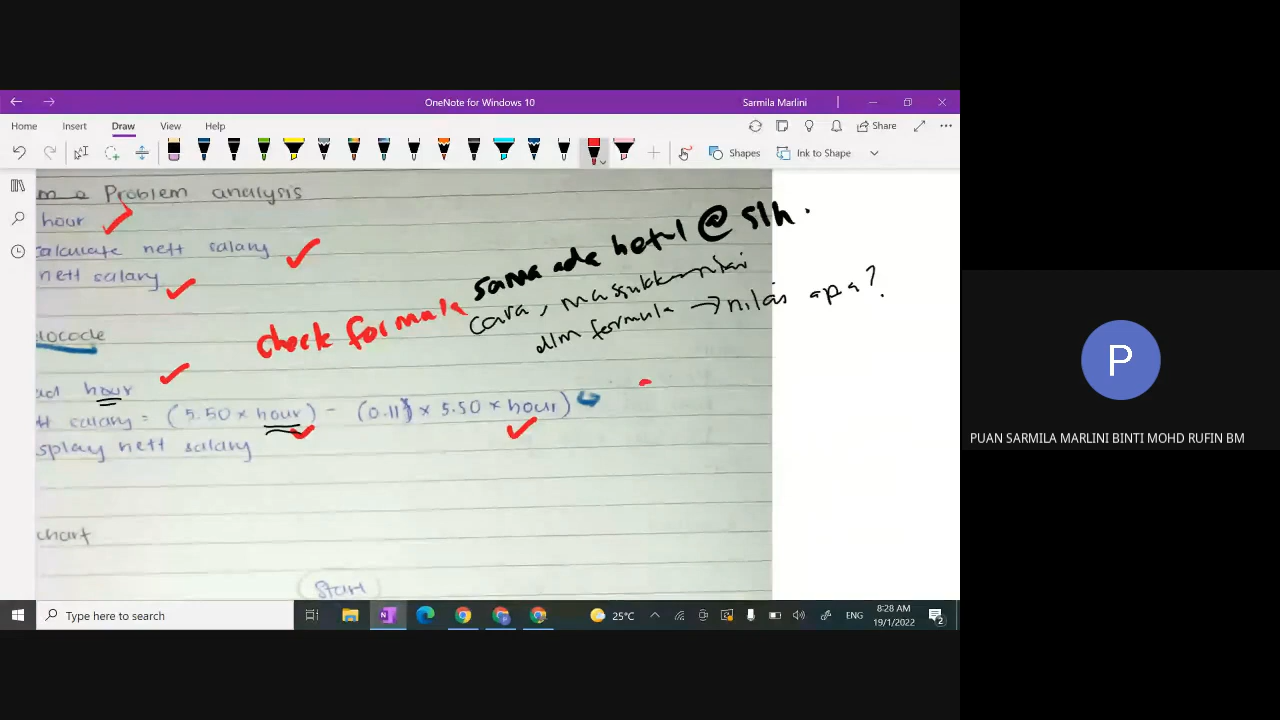 OneNote for Windows 10
Sarmila Marlini
Home Insert Draw View Help
Share
Shapes
Ink to Shape
Problem analysis
hour
calculate nett salary
nett salary
check formula
sama ada betul @ slh.
cara, masukkan nilai
dlm formula → nilai apa?
locode
hour
salary = (5.50 × hour) - (0.11) × 5.50 × hour)
splay nett salary
chart
Start
Type here to search
25°C
ENG
8:28 AM
19/1/2022
2
P
PUAN SARMILA MARLINI BINTI MOHD RUFIN BM